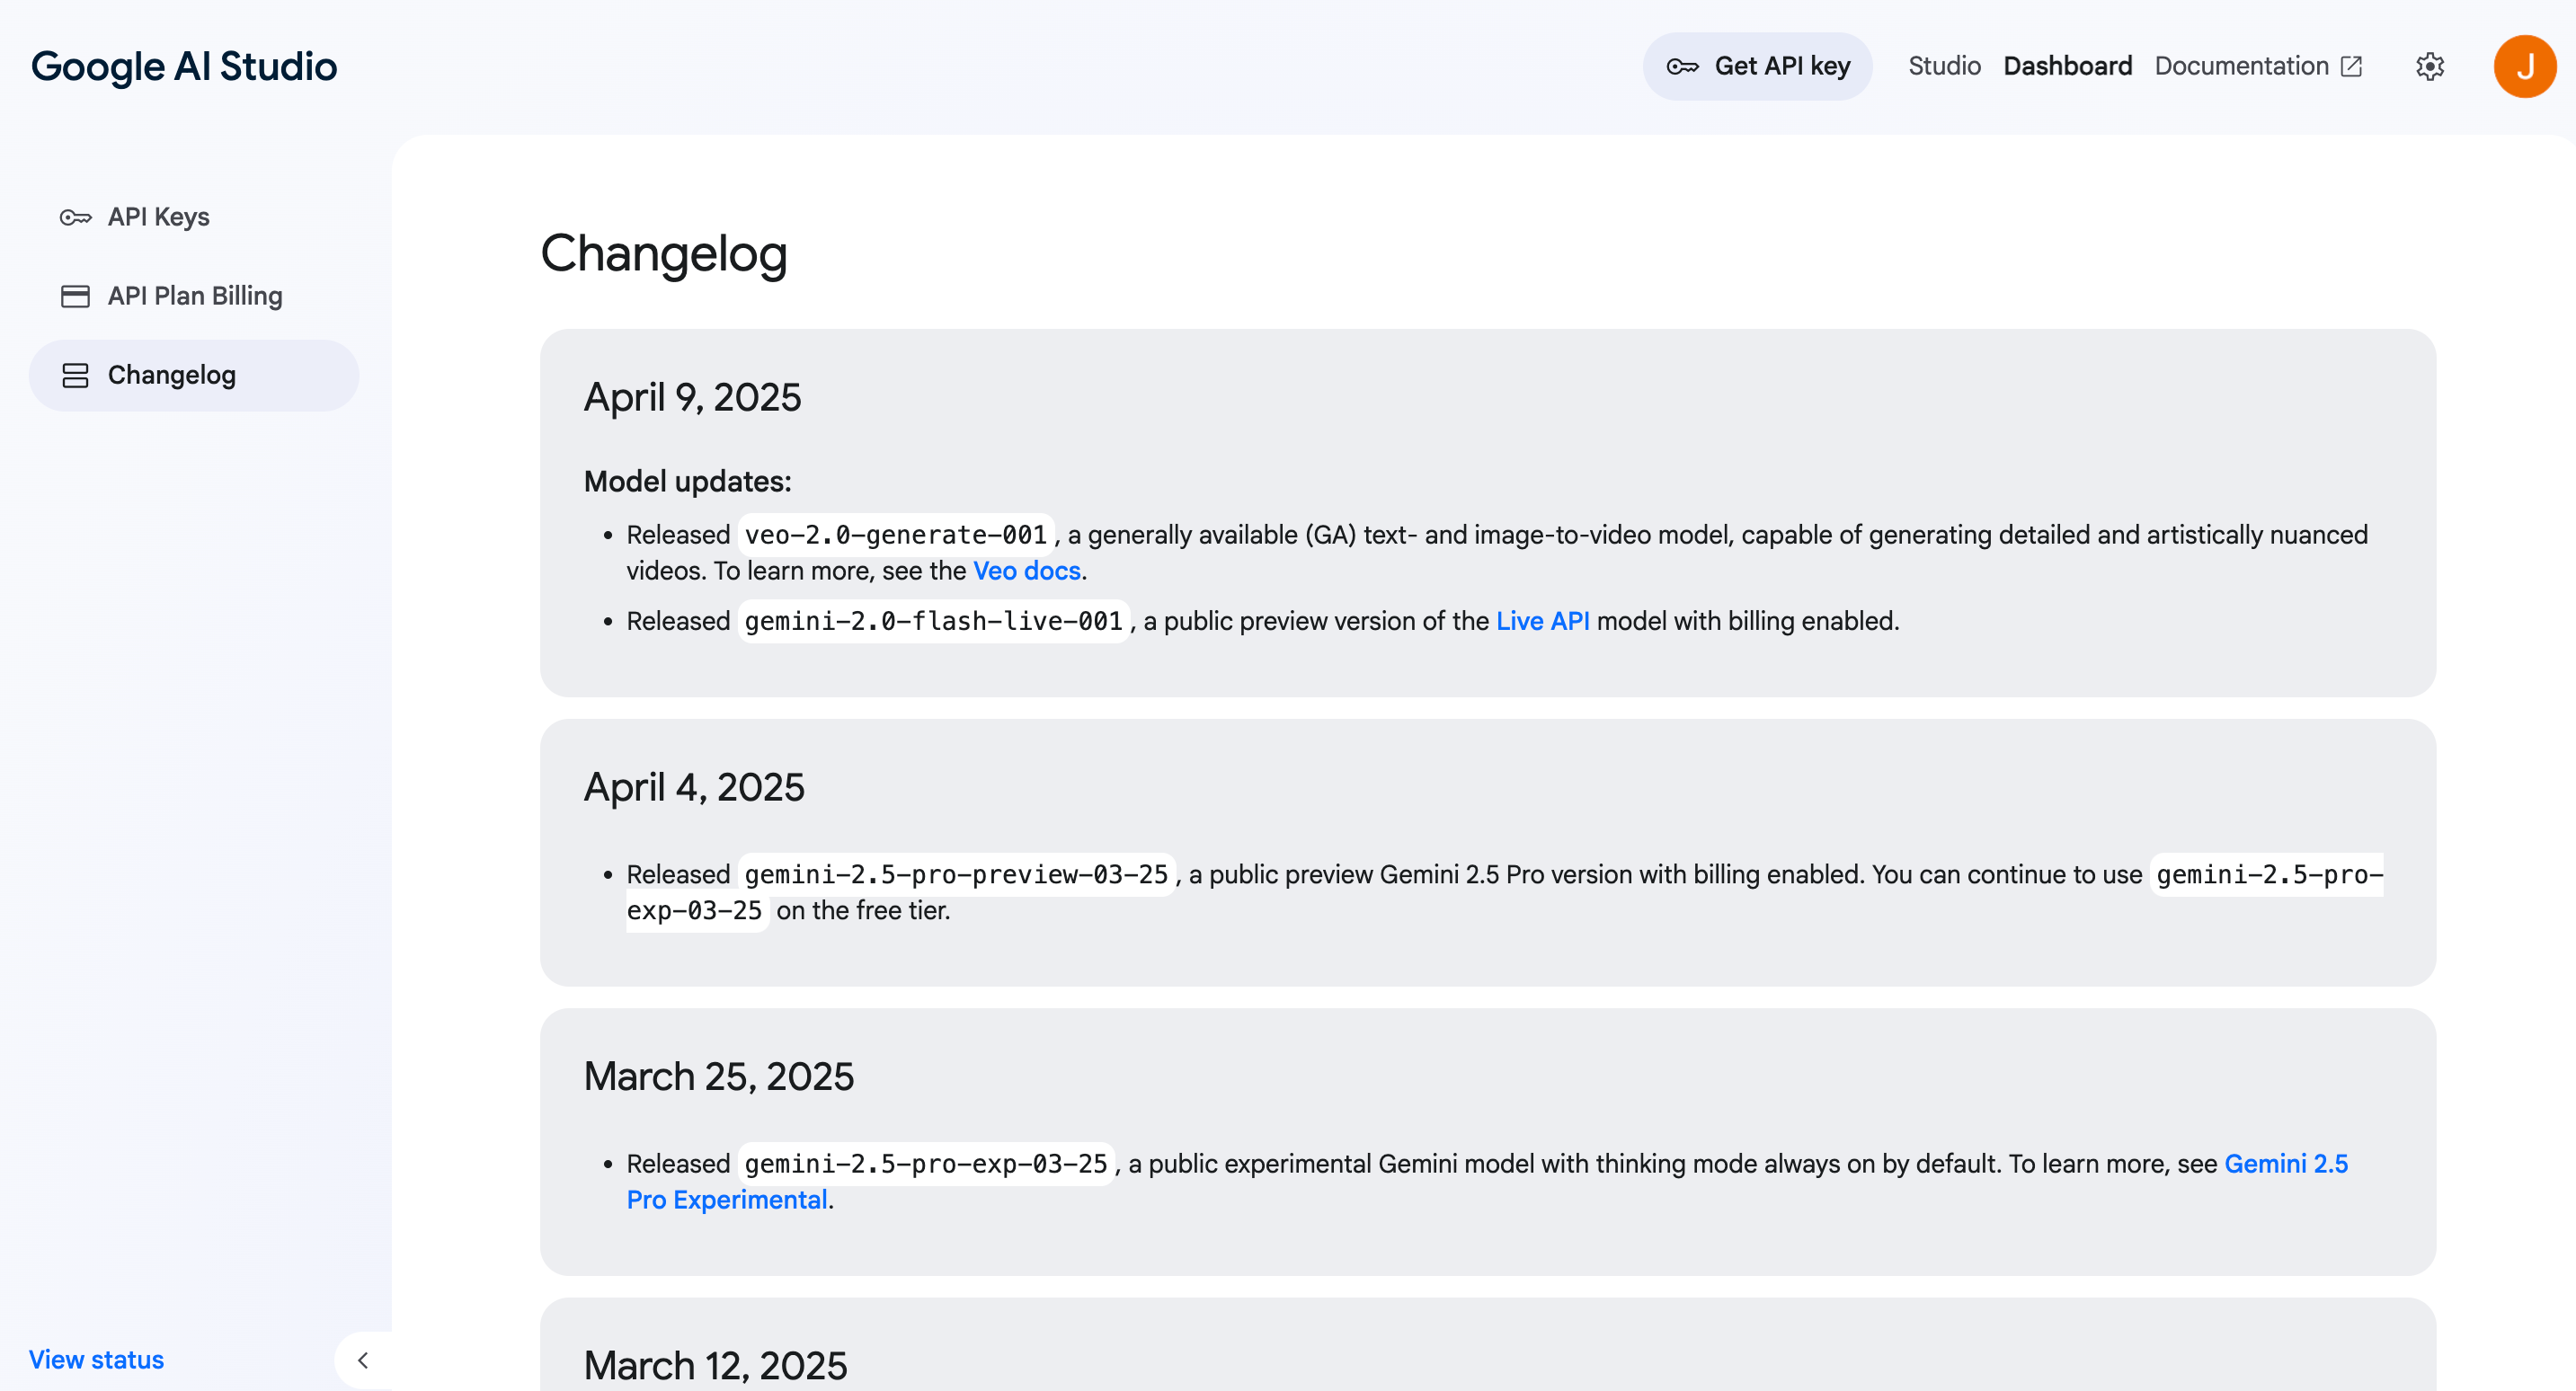 Google AI Studio
Get API key
Studio
Dashboard
Documentation
J
API Keys
API Plan Billing
Changelog
View status
Changelog
April 9, 2025
Model updates:
• Released veo-2.0-generate-001, a generally available (GA) text- and image-to-video model, capable of generating detailed and artistically nuanced
videos. To learn more, see the Veo docs.
• Released gemini-2.0-flash-live-001, a public preview version of the Live API model with billing enabled.
April 4, 2025
• Released gemini-2.5-pro-preview-03-25, a public preview Gemini 2.5 Pro version with billing enabled. You can continue to use gemini-2.5-pro-
exp-03-25 on the free tier.
March 25, 2025
• Released gemini-2.5-pro-exp-03-25, a public experimental Gemini model with thinking mode always on by default. To learn more, see Gemini 2.5
Pro Experimental.
March 12, 2025